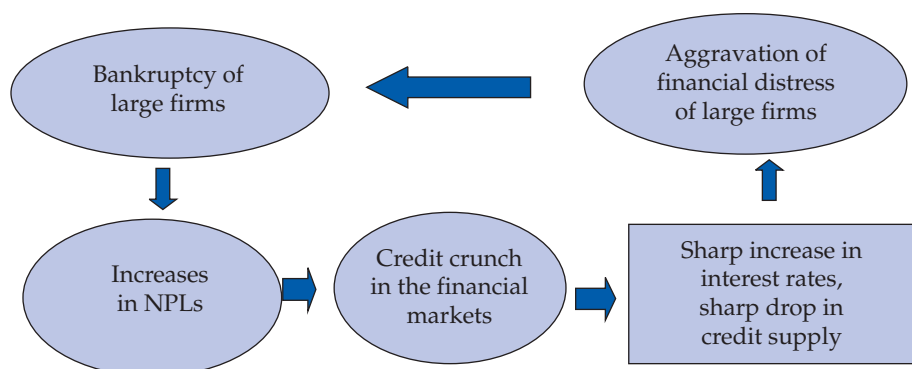 Bankruptcy of
large firms
Aggravation of
financial distress
of large firms
Increases
in NPLs
Credit crunch
in the financial
markets
Sharp increase in
interest rates,
sharp drop in
credit supply